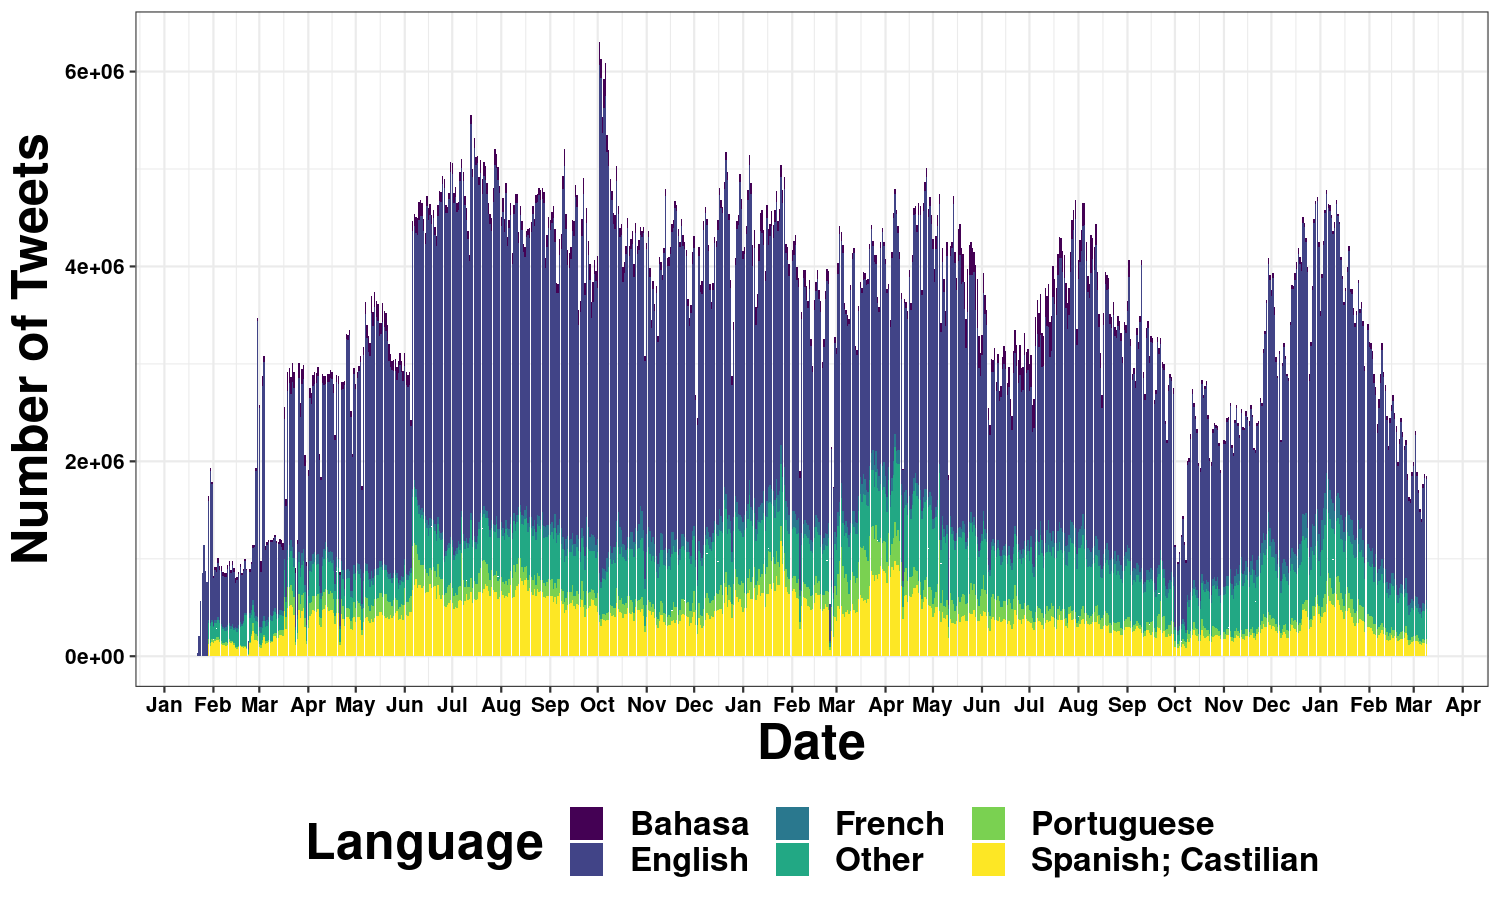 Number of Tweets
6e+06
4e+06
2e+06
0e+00
Jan Feb Mar Apr May Jun Jul Aug Sep Oct Nov Dec Jan Feb Mar Apr May Jun Jul Aug Sep Oct Nov Dec Jan Feb Mar Apr
Date
Language
Bahasa French Portuguese
English Other Spanish; Castilian